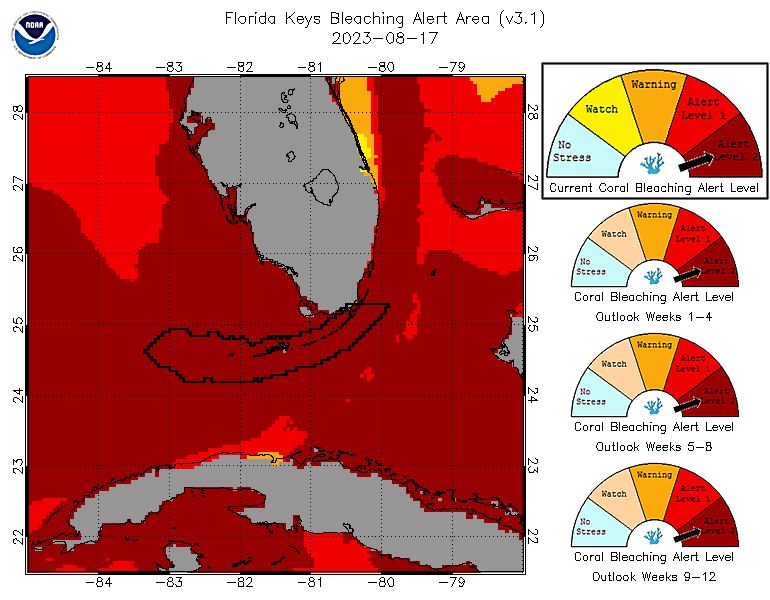 NOAA
Florida Keys Bleaching Alert Area (v3.1)
2023-08-17
-84 -83 -82 -81 -80 -79
28 28
27 27
26 26
25 25
24 24
23 23
22 22
-84 -83 -82 -81 -80 -79
No
Stress
Watch
Warning
Alert
Level 1
Alert
Level 2
Current Coral Bleaching Alert Level
No
Stress
Watch
Warning
Alert
Level 1
Alert
Level 2
Coral Bleaching Alert Level
Outlook Weeks 1-4
No
Stress
Watch
Warning
Alert
Level 1
Alert
Level 2
Coral Bleaching Alert Level
Outlook Weeks 5-8
No
Stress
Watch
Warning
Alert
Level 1
Alert
Level 2
Coral Bleaching Alert Level
Outlook Weeks 9-12